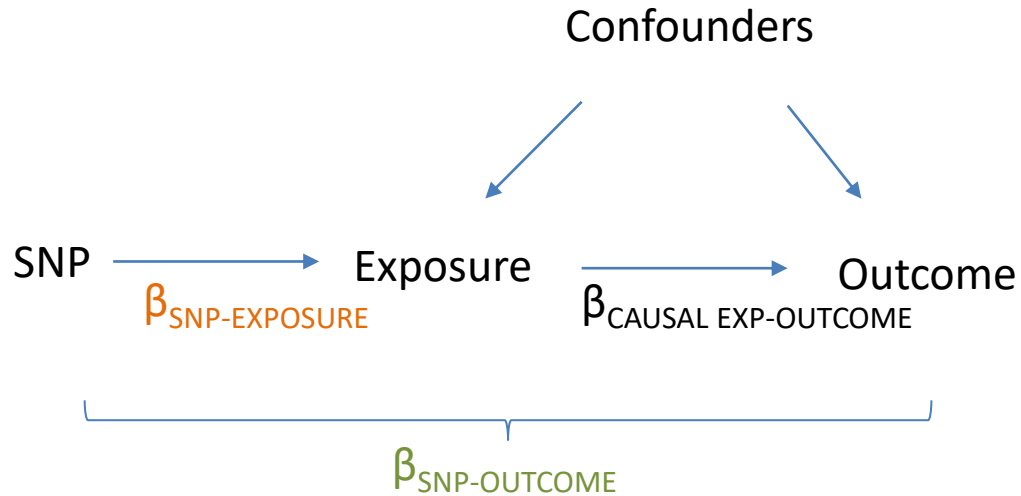 Confounders
SNP
Exposure
Outcome
βSNP-EXPOSURE
βCAUSAL EXP-OUTCOME
βSNP-OUTCOME